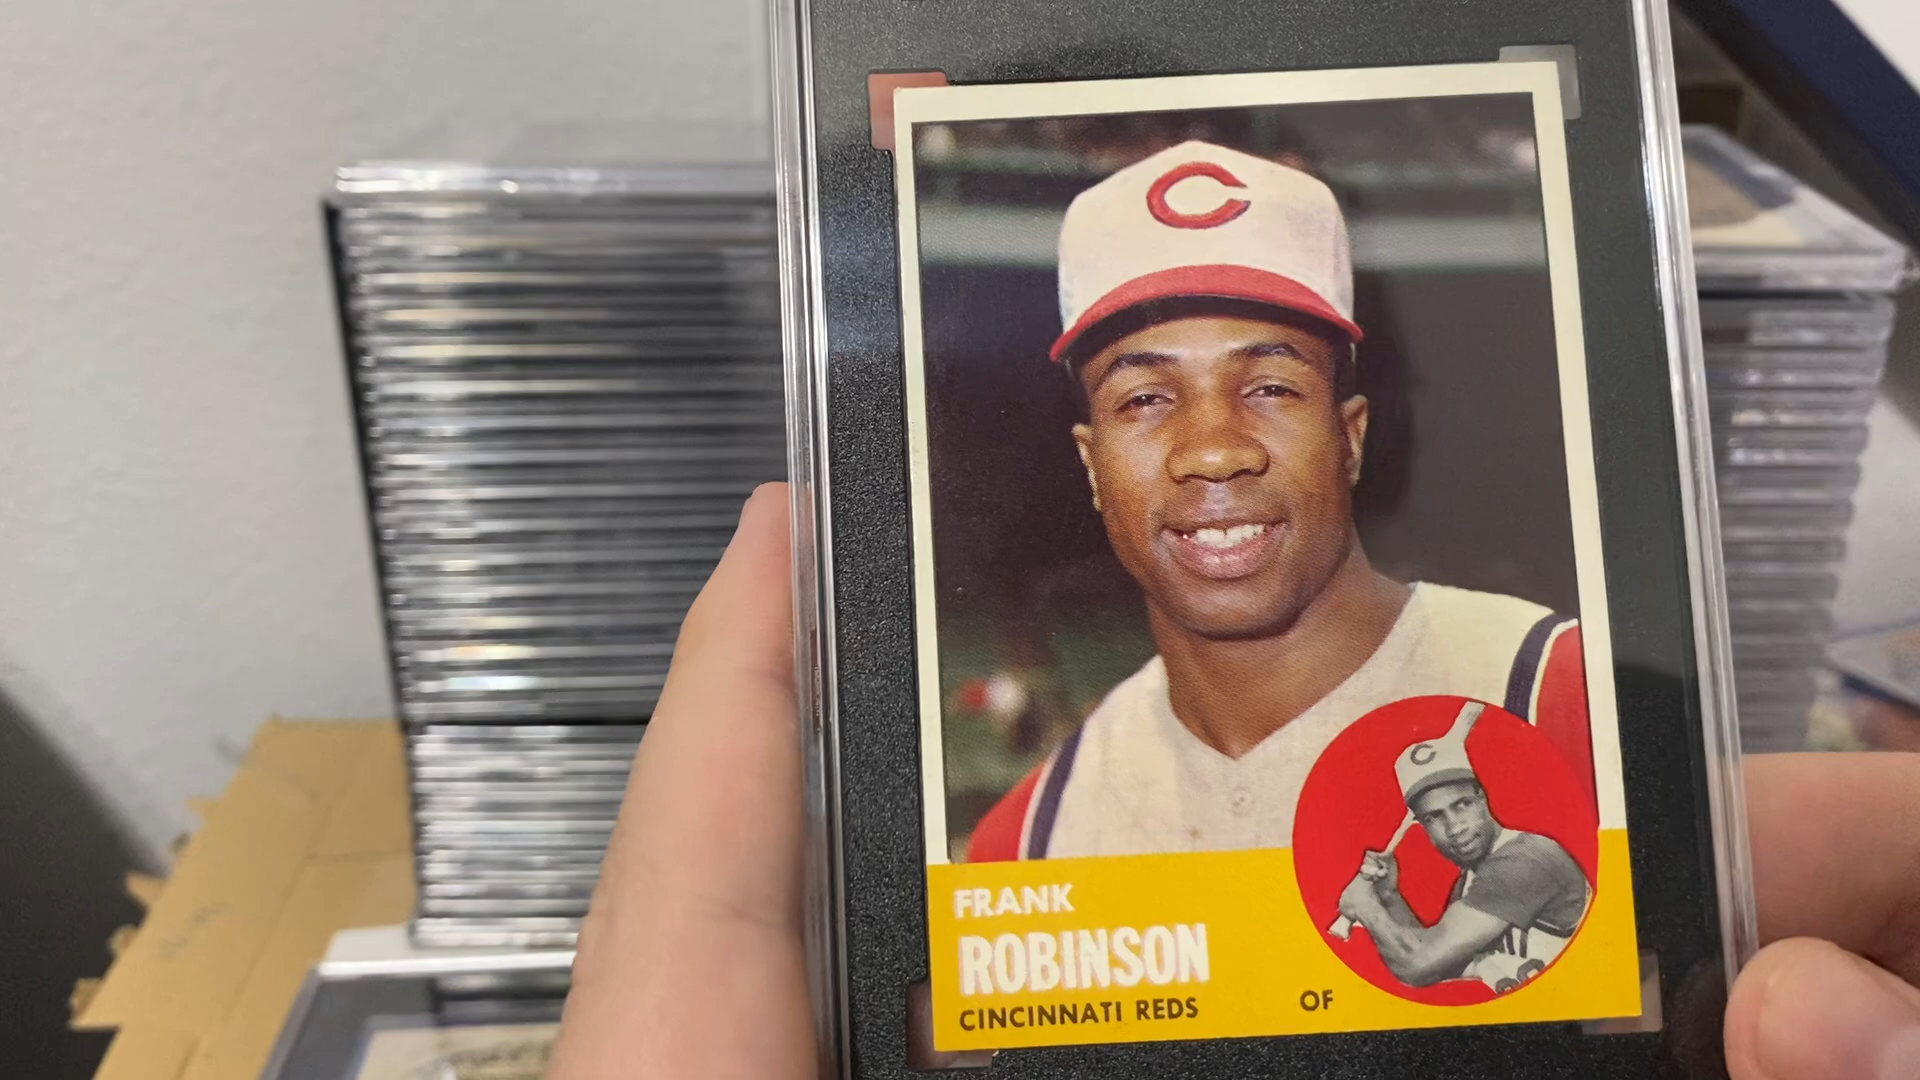 C
FRANK
ROBINSON
CINCINNATI REDS OF
C